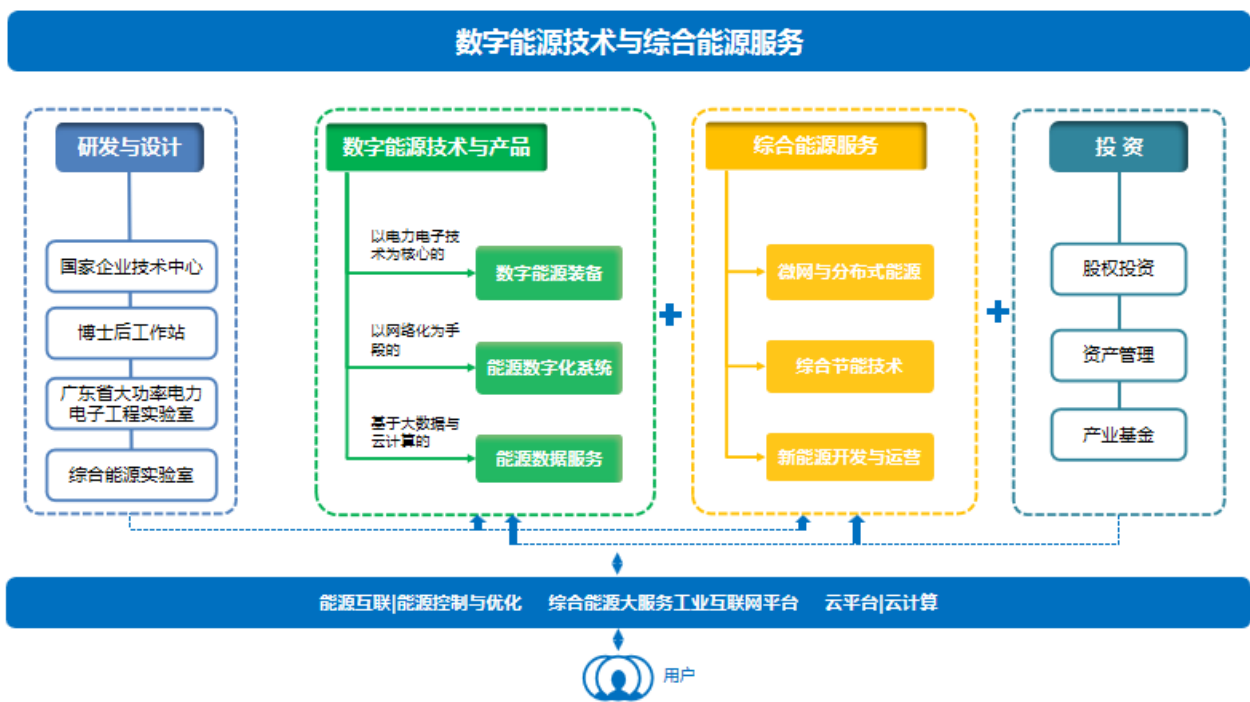 数字能源技术与综合能源服务
研发与设计
国家企业技术中心
博士后工作站
广东省大功率电力
电子工程实验室
综合能源实验室
数字能源技术与产品
以电力电子技
术为核心的
数字能源装备
以网络化为手
段的
能源数字化系统
基于大数据与
云计算的
能源数据服务
综合能源服务
微网与分布式能源
综合节能技术
新能源开发与运营
投 资
股权投资
资产管理
产业基金
能源互联|能源控制与优化 综合能源大服务工业互联网平台 云平台|云计算
用户